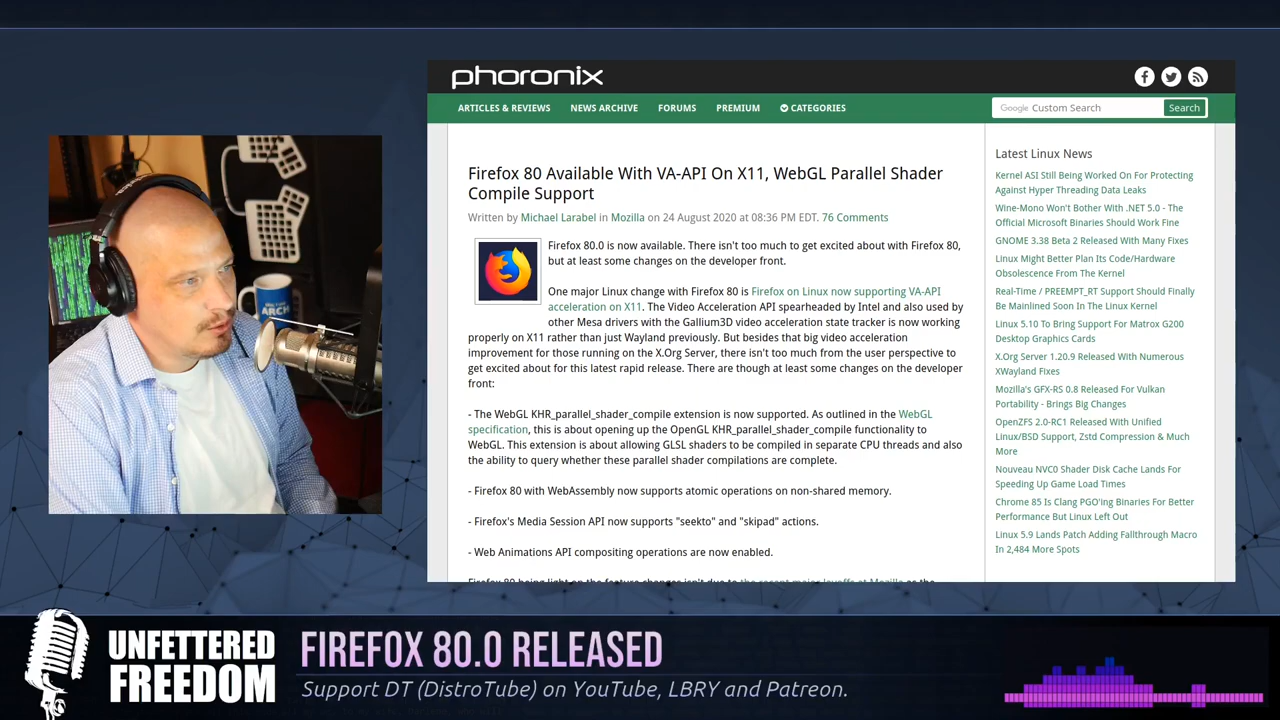 phoronix
ARTICLES & REVIEWS NEWS ARCHIVE FORUMS PREMIUM CATEGORIES
Google Custom Search Search
Firefox 80 Available With VA-API On X11, WebGL Parallel Shader
Compile Support
Written by Michael Larabel in Mozilla on 24 August 2020 at 08:36 PM EDT. 76 Comments
Firefox 80.0 is now available. There isn't too much to get excited about with Firefox 80,
but at least some changes on the developer front.
One major Linux change with Firefox 80 is Firefox on Linux now supporting VA-API
acceleration on X11. The Video Acceleration API spearheaded by Intel and also used by
other Mesa drivers with the Gallium3D video acceleration state tracker is now working
properly on X11 rather than just Wayland previously. But besides that big video acceleration
improvement for those running on the X.Org Server, there isn't too much from the user perspective to
get excited about for this latest rapid release. There are though at least some changes on the developer
front:
- The WebGL KHR_parallel_shader_compile extension is now supported. As outlined in the WebGL
specification, this is about opening up the OpenGL KHR_parallel_shader_compile functionality to
WebGL. This extension is about allowing GLSL shaders to be compiled in separate CPU threads and also
the ability to query whether these parallel shader compilations are complete.
- Firefox 80 with WebAssembly now supports atomic operations on non-shared memory.
- Firefox's Media Session API now supports "seekto" and "skipad" actions.
- Web Animations API compositing operations are now enabled.
Firefox 80 being light on the feature changes isn't due to the recent major layoffs at Mozilla as the
Latest Linux News
Kernel ASI Still Being Worked On For Protecting
Against Hyper Threading Data Leaks
Wine-Mono Won't Bother With .NET 5.0 - The
Official Microsoft Binaries Should Work Fine
GNOME 3.38 Beta 2 Released With Many Fixes
Linux Might Better Plan Its Code/Hardware
Obsolescence From The Kernel
Real-Time / PREEMPT_RT Support Should Finally
Be Mainlined Soon In The Linux Kernel
Linux 5.10 To Bring Support For Matrox G200
Desktop Graphics Cards
X.Org Server 1.20.9 Released With Numerous
XWayland Fixes
Mozilla's GFX-RS 0.8 Released For Vulkan
Portability - Brings Big Changes
OpenZFS 2.0-RC1 Released With Unified
Linux/BSD Support, Zstd Compression & Much
More
Nouveau NVC0 Shader Disk Cache Lands For
Speeding Up Game Load Times
Chrome 85 Is Clang PGO'ing Binaries For Better
Performance But Linux Left Out
Linux 5.9 Lands Patch Adding Fallthrough Macro
In 2,484 More Spots
ARCH
UNFETTERED
FREEDOM
FIREFOX 80.0 RELEASED
Support DT (DistroTube) on YouTube, LBRY and Patreon.